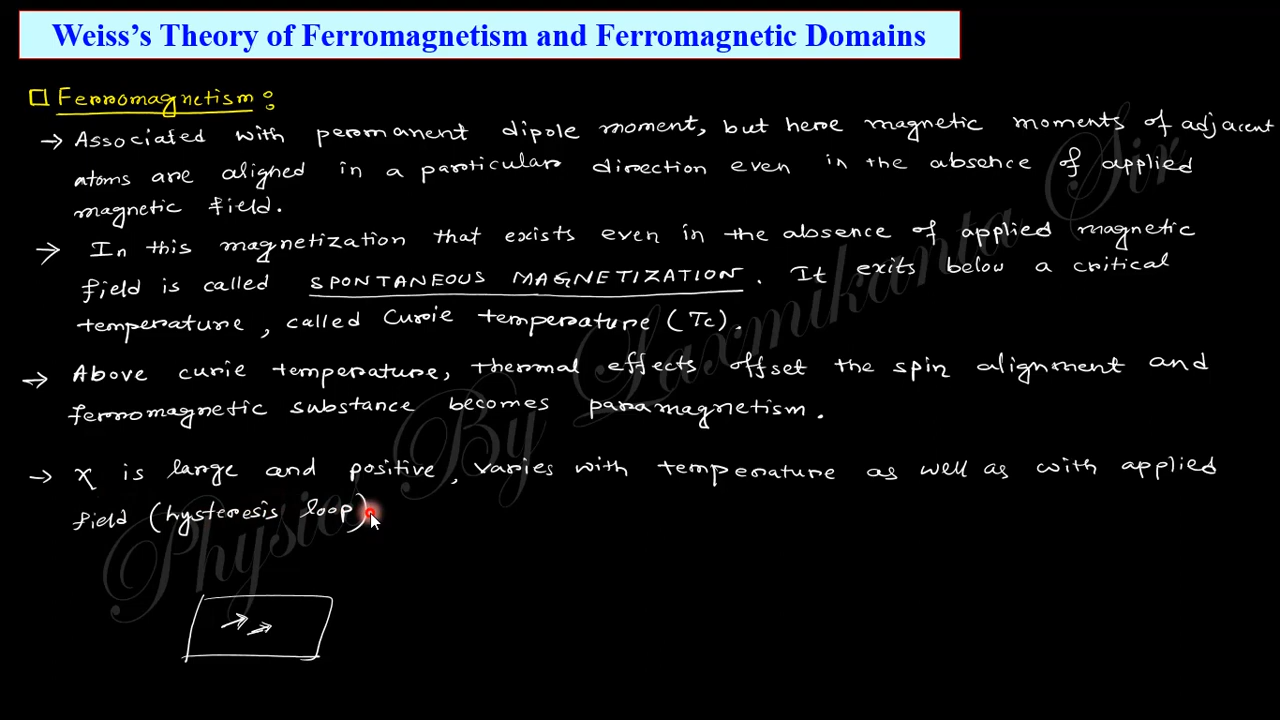 Weiss's Theory of Ferromagnetism and Ferromagnetic Domains
Ferromagnetism :
→ Associated with permanent dipole moment, but here magnetic moments of adjacent
atoms are aligned in a particular direction even in the absence of applied
magnetic field.
→ In this magnetization that exists even in the absence of applied magnetic
field is called SPONTANEOUS MAGNETIZATION. It exits below a critical
temperature, called Curie temperature (Tc).
→ Above curie temperature, thermal effects offset the spin alignment and
ferromagnetic substance becomes paramagnetism.
→ χ is large and positive, varies with temperature as well as with applied
field (hysteresis loop)
Physics By Laxmikanta Sir